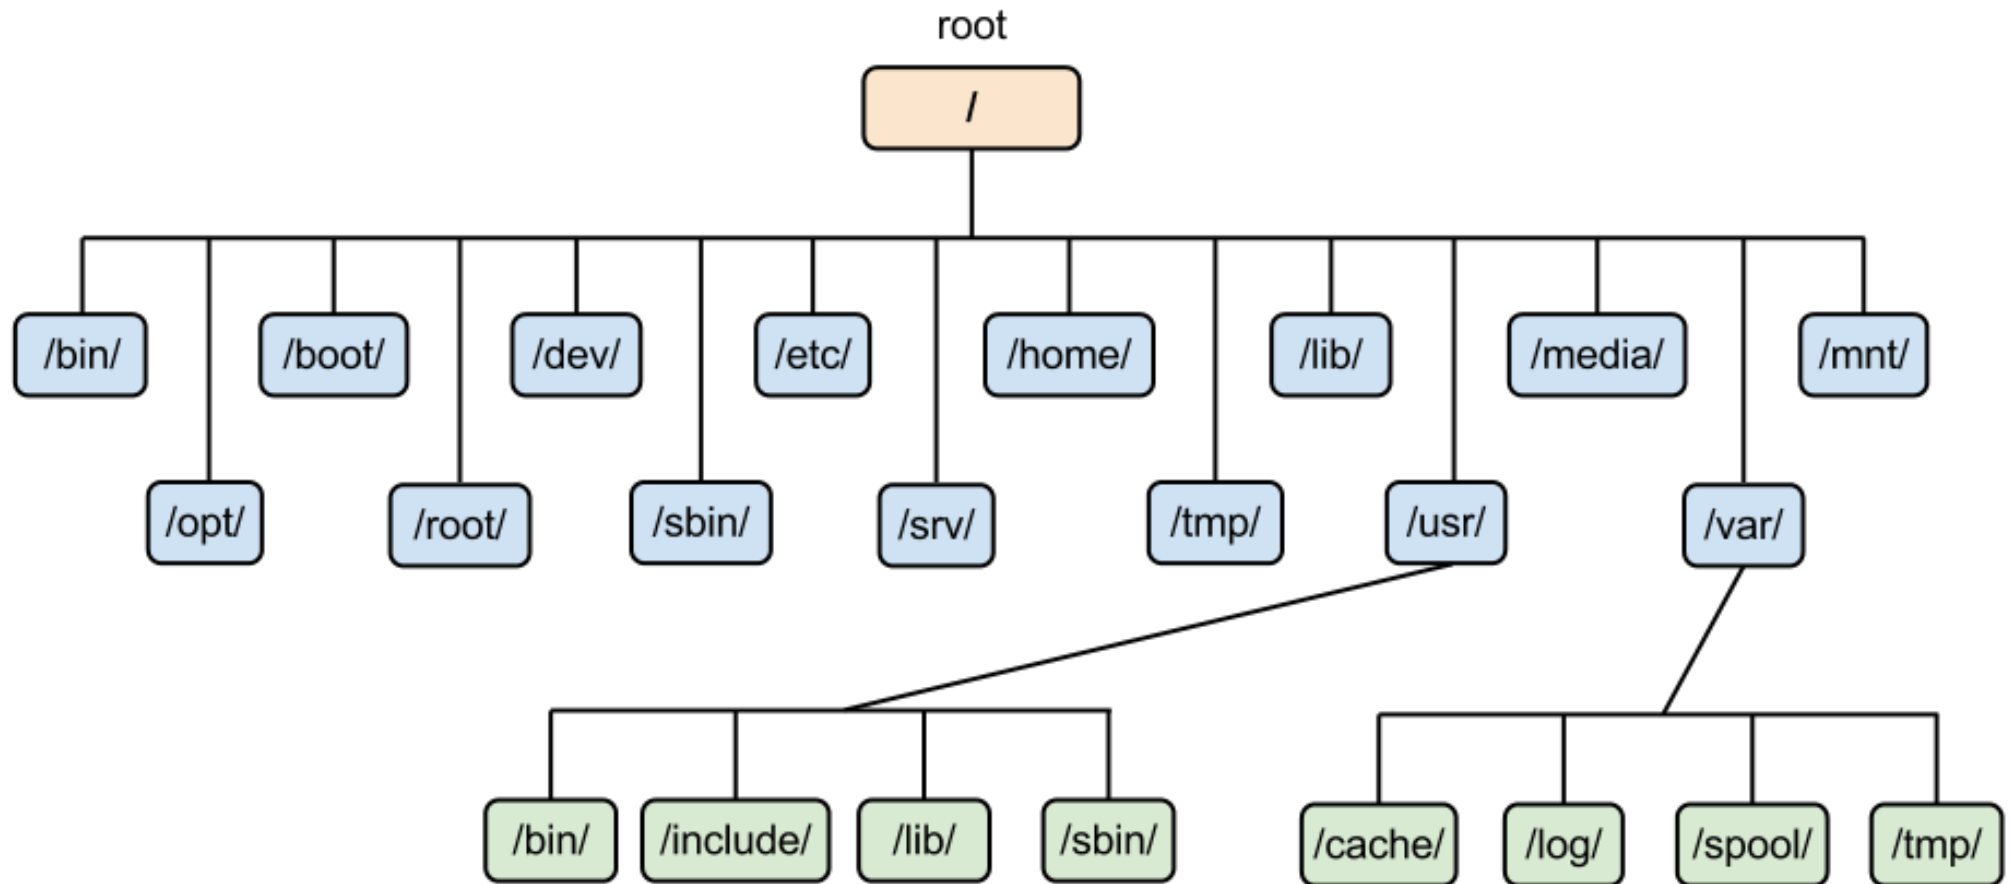 root
/
/bin/
/boot/
/dev/
/etc/
/home/
/lib/
/media/
/mnt/
/opt/
/root/
/sbin/
/srv/
/tmp/
/usr/
/var/
/bin/
/include/
/lib/
/sbin/
/cache/
/log/
/spool/
/tmp/